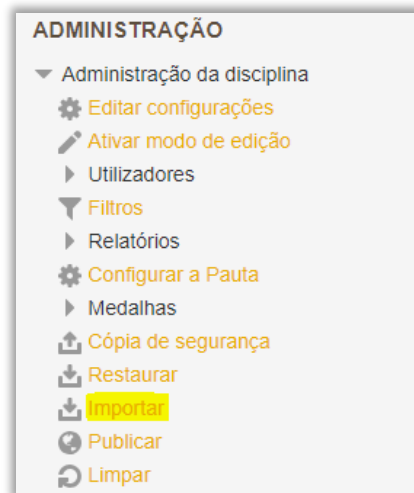 ADMINISTRAÇÃO
Administração da disciplina
Editar configurações
Ativar modo de edição
Utilizadores
Filtros
Relatórios
Configurar a Pauta
Medalhas
Cópia de segurança
Restaurar
Importar
Publicar
Limpar